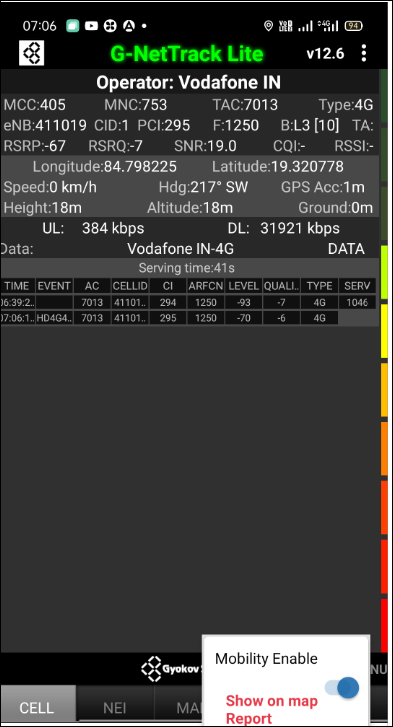 07:06 VoD LTE 4G 94
G-NetTrack Lite v12.6
Operator: Vodafone IN
MCC:405 MNC:753 TAC:7013 Type:4G
eNB:411019 CID:1 PCI:295 F:1250 B:L3 [10] TA:
RSRP:-67 RSRQ:-7 SNR:19.0 CQI:- RSSI:-
Longitude:84.798225 Latitude:19.320778
Speed:0 km/h Hdg:217° SW GPS Acc:1m
Height:18m Altitude:18m Ground:0m
UL: 384 kbps DL: 31921 kbps
Data: Vodafone IN-4G DATA
Serving time:41s
TIME EVENT AC CELLID CI ARFCN LEVEL QUALI.. TYPE SERV
06:39:2.. 7013 41101.. 294 1250 -93 -7 4G 1046
07:06:1.. HD4G4.. 7013 41101.. 295 1250 -70 -6 4G
Gyokov
Mobility Enable
NU
Show on map
Report
CELL NEI MA